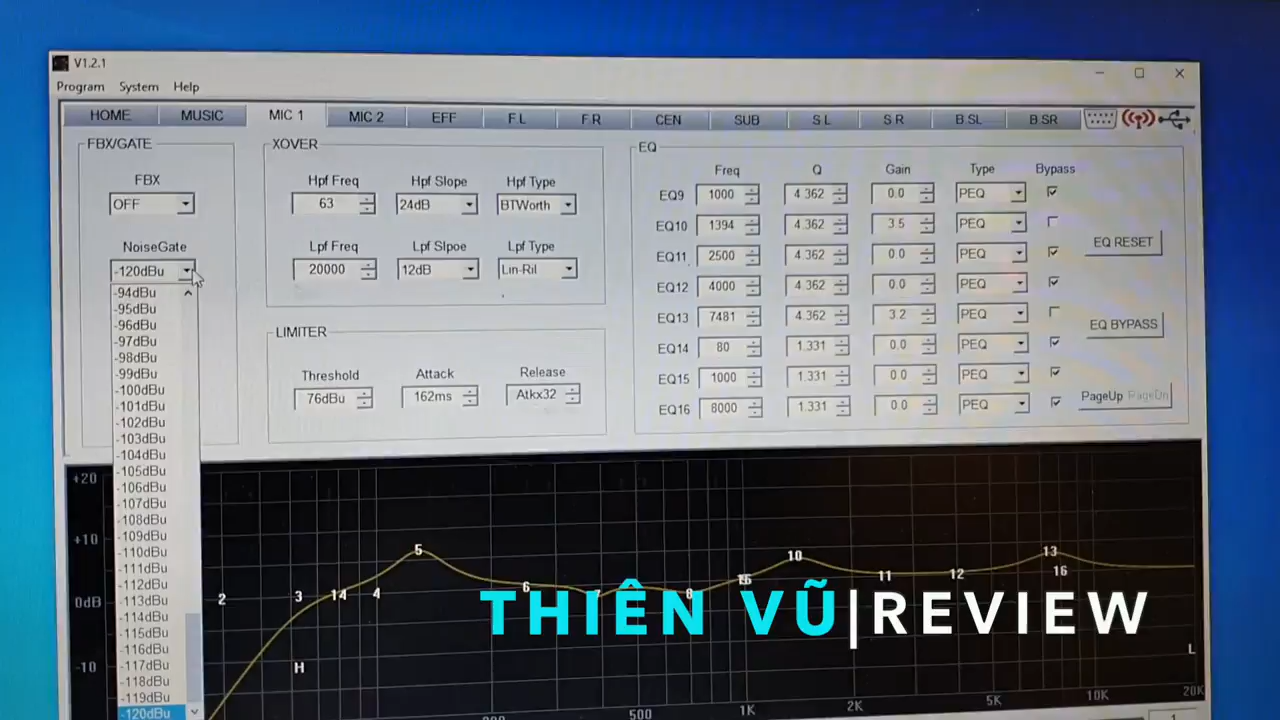 V1.2.1
Program System Help
HOME MUSIC MIC 1 MIC 2 EFF F L F R CEN SUB S L S R B SL B SR
FBX/GATE
FBX
OFF
NoiseGate
-120dBu
-94dBu
-95dBu
-96dBu
-97dBu
-98dBu
-99dBu
-100dBu
-101dBu
-102dBu
-103dBu
-104dBu
-105dBu
-106dBu
-107dBu
-108dBu
-109dBu
-110dBu
-111dBu
-112dBu
-113dBu
-114dBu
-115dBu
-116dBu
-117dBu
-118dBu
-119dBu
-120dBu
XOVER
Hpf Freq Hpf Slope Hpf Type
63 24dB BTWorth
Lpf Freq Lpf Slpoe Lpf Type
20000 12dB Lin-Ril
LIMITER
Threshold Attack Release
76dBu 162ms Atkx32
EQ
Freq Q Gain Type Bypass
EQ9 1000 4.362 0.0 PEQ
EQ10 1394 4.362 3.5 PEQ
EQ11 2500 4.362 0.0 PEQ
EQ12 4000 4.362 0.0 PEQ
EQ13 7481 4.362 3.2 PEQ
EQ14 80 1.331 0.0 PEQ
EQ15 1000 1.331 0.0 PEQ
EQ16 8000 1.331 0.0 PEQ
EQ RESET
EQ BYPASS
PageUp PageDn
+20
+10
0dB
-10
2 3 14 4 5 6 8 10 11 12 13 16
H L
500 1K 2K 5K 10K 20K
THIÊN VŨ|REVIEW